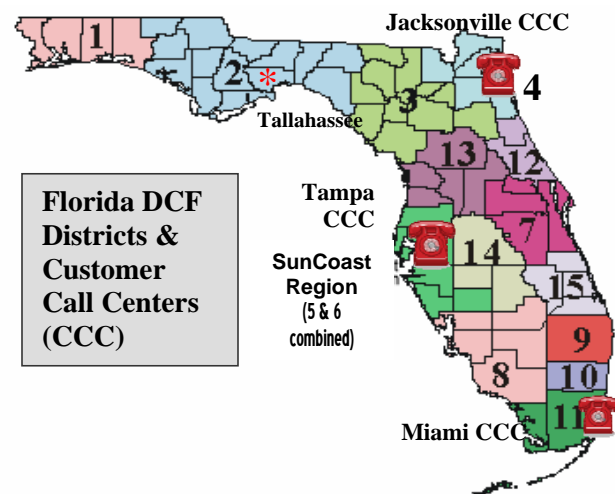 Jacksonville CCC
1
2
*
3
4
Tallahassee
13
12
Tampa
CCC
7
14
SunCoast
Region
(5 & 6
combined)
15
9
8
10
11
Miami CCC
Florida DCF
Districts &
Customer
Call Centers
(CCC)